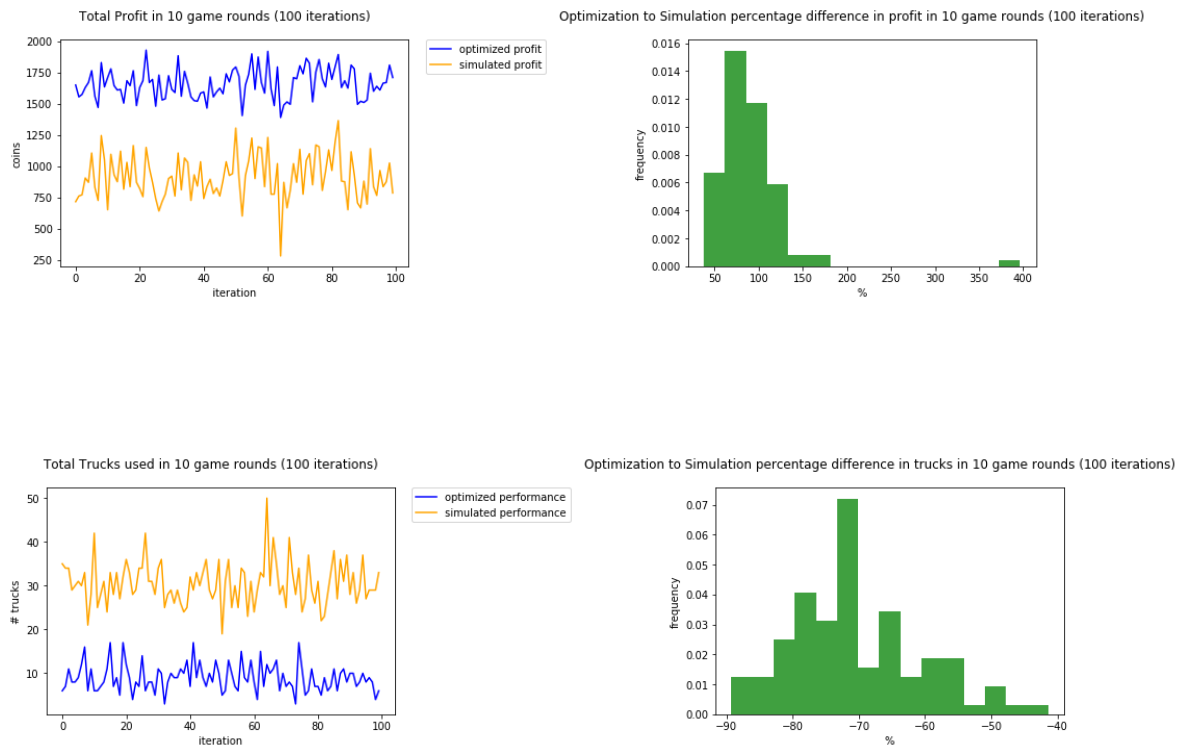 Total Profit in 10 game rounds (100 iterations)
2000
1750
1500
1250
1000
750
500
250
coins
0 20 40 60 80 100
iteration
optimized profit
simulated profit
Optimization to Simulation percentage difference in profit in 10 game rounds (100 iterations)
0.016
0.014
0.012
0.010
0.008
0.006
0.004
0.002
0.000
frequency
50 100 150 200 250 300 350 400
%
Total Trucks used in 10 game rounds (100 iterations)
50
40
30
20
10
# trucks
0 20 40 60 80 100
iteration
optimized performance
simulated performance
Optimization to Simulation percentage difference in trucks in 10 game rounds (100 iterations)
0.07
0.06
0.05
0.04
0.03
0.02
0.01
0.00
frequency
−90 −80 −70 −60 −50 −40
%